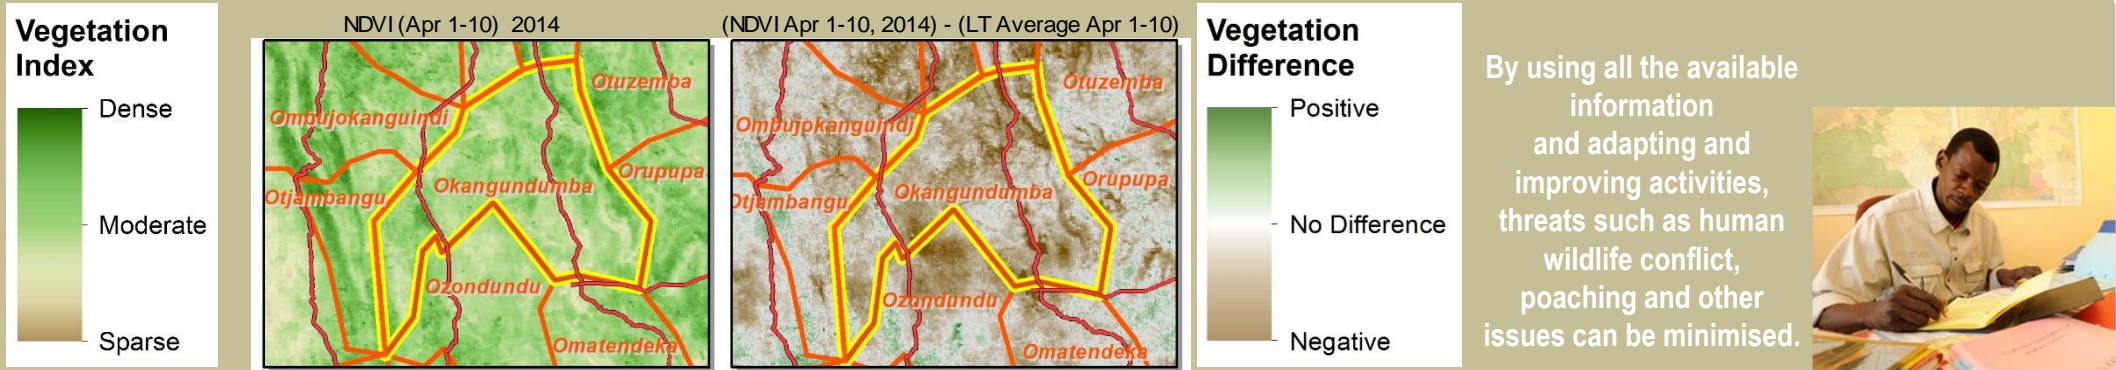 Vegetation
Index
Dense
Moderate
Sparse
NDVI (Apr 1-10) 2014
Otuzemba
Ombujokanguindi
Orupupa
Okangundumba
Otjambangu
Ozondundu
Omatendeka
(NDVI Apr 1-10, 2014) - (LT Average Apr 1-10)
Otuzemba
Ombujokanguindi
Orupupa
Okangundumba
Otjambangu
Ozondundu
Omatendeka
Vegetation
Difference
Positive
No Difference
Negative
By using all the available
information
and adapting and
improving activities,
threats such as human
wildlife conflict,
poaching and other
issues can be minimised.